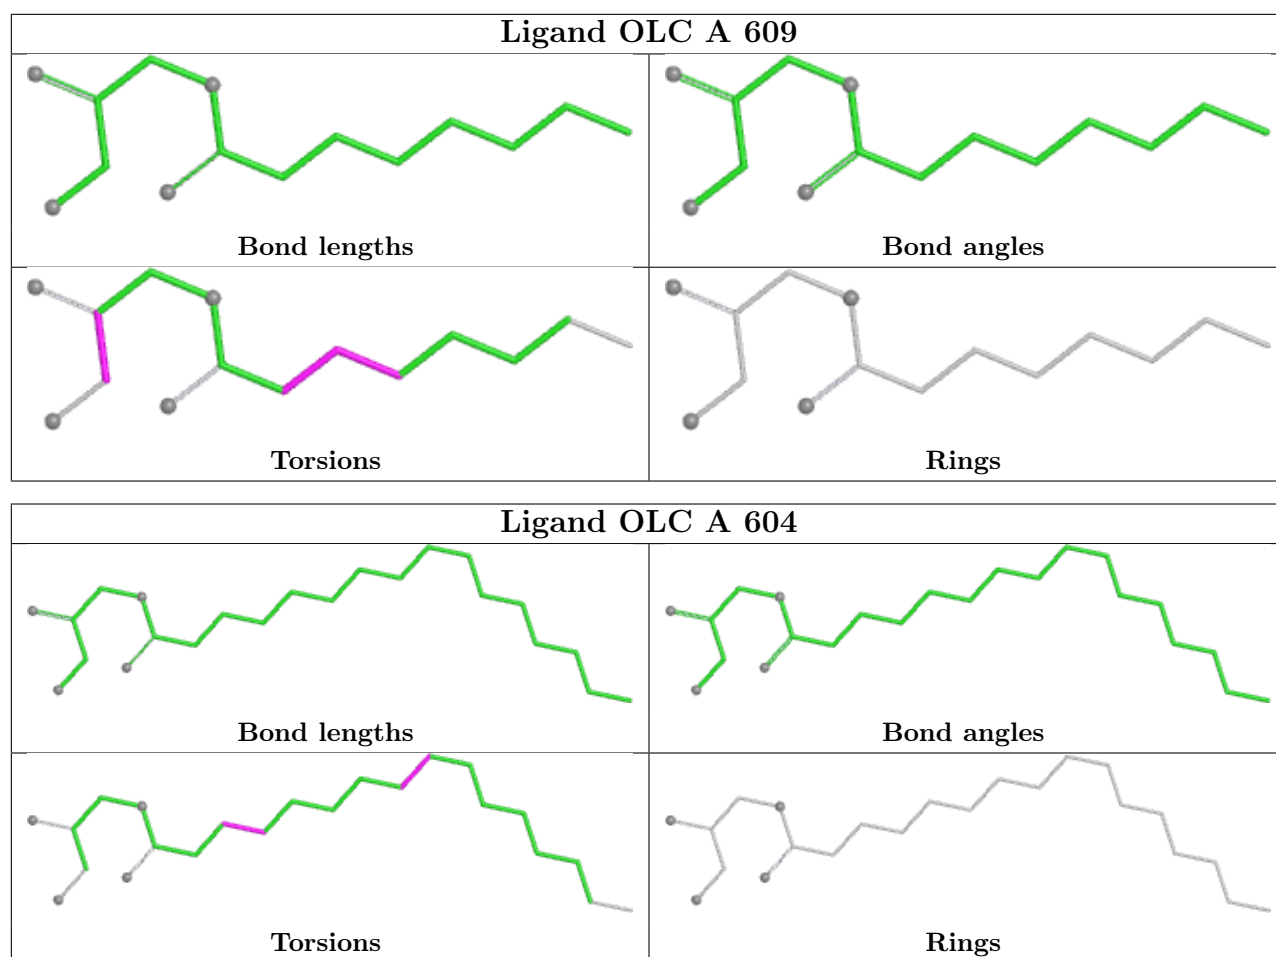 Ligand OLC A 609
Bond lengths
Bond angles
Torsions
Rings
Ligand OLC A 604
Bond lengths
Bond angles
Torsions
Rings